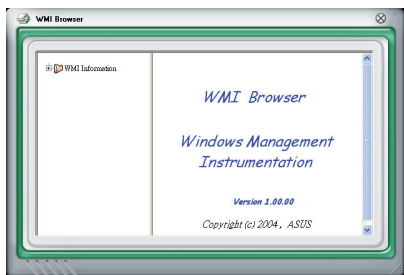 WMI Browser
WMI Information
WMI Browser
Windows Management
Instrumentation
Version 1.00.00
Copyright (c) 2004, ASUS